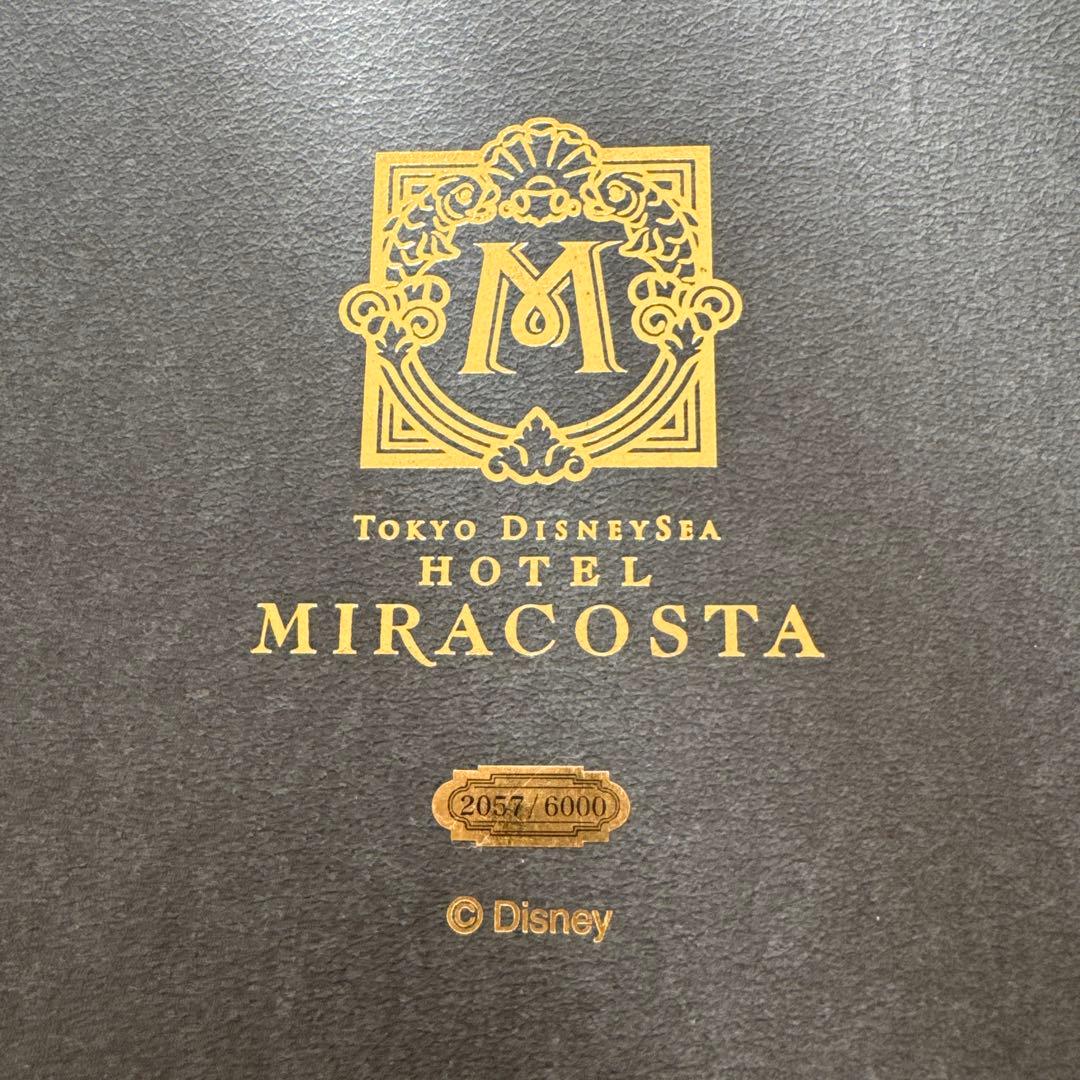 M
TOKYO DISNEYSEA
HOTEL
MIRACOSTA
2057/6000
© Disney